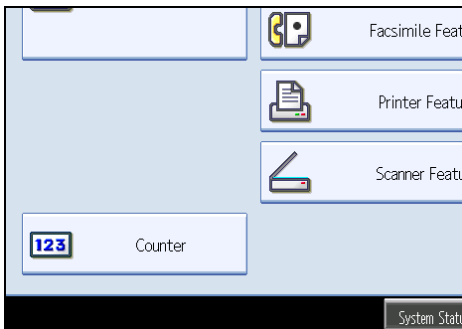 Facsimile Feat
Printer Featu
Scanner Featu
123 Counter
System Statu